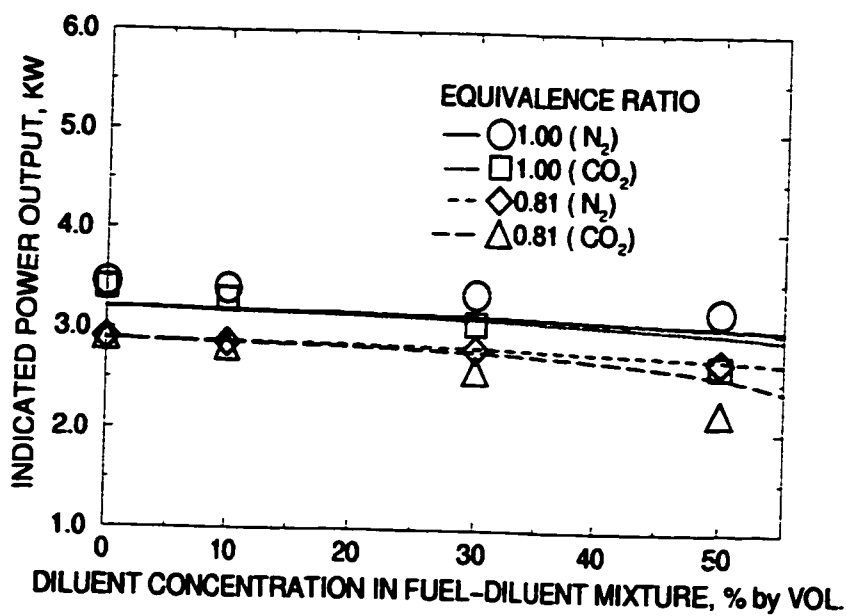 6.0
5.0
4.0
3.0
2.0
1.0
INDICATED POWER OUTPUT, KW
EQUIVALENCE RATIO
1.00 ( N₂ )
1.00 ( CO₂ )
0.81 ( N₂ )
0.81 ( CO₂ )
0 10 20 30 40 50
DILUENT CONCENTRATION IN FUEL-DILUENT MIXTURE, % by VOL.